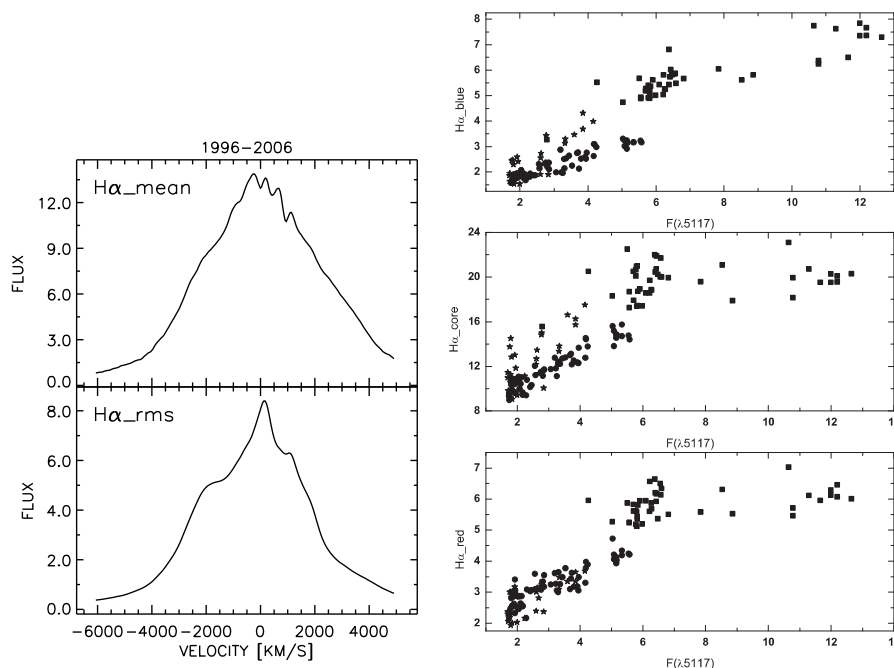 1996−2006
Hα_mean
FLUX
12.0
9.0
6.0
3.0
0.0
Hα_rms
FLUX
8.0
6.0
4.0
2.0
0.0
−6000 −4000 −2000 0 2000 4000
VELOCITY [KM/S]
Hα_blue
8
7
6
5
4
3
2
2 4 6 8 10 12
F(λ5117)
Hα_core
24
20
16
12
8
2 4 6 8 10 12 1
F(λ5117)
Hα_red
7
6
5
4
3
2
1
2 4 6 8 10 12 1
F(λ5117)